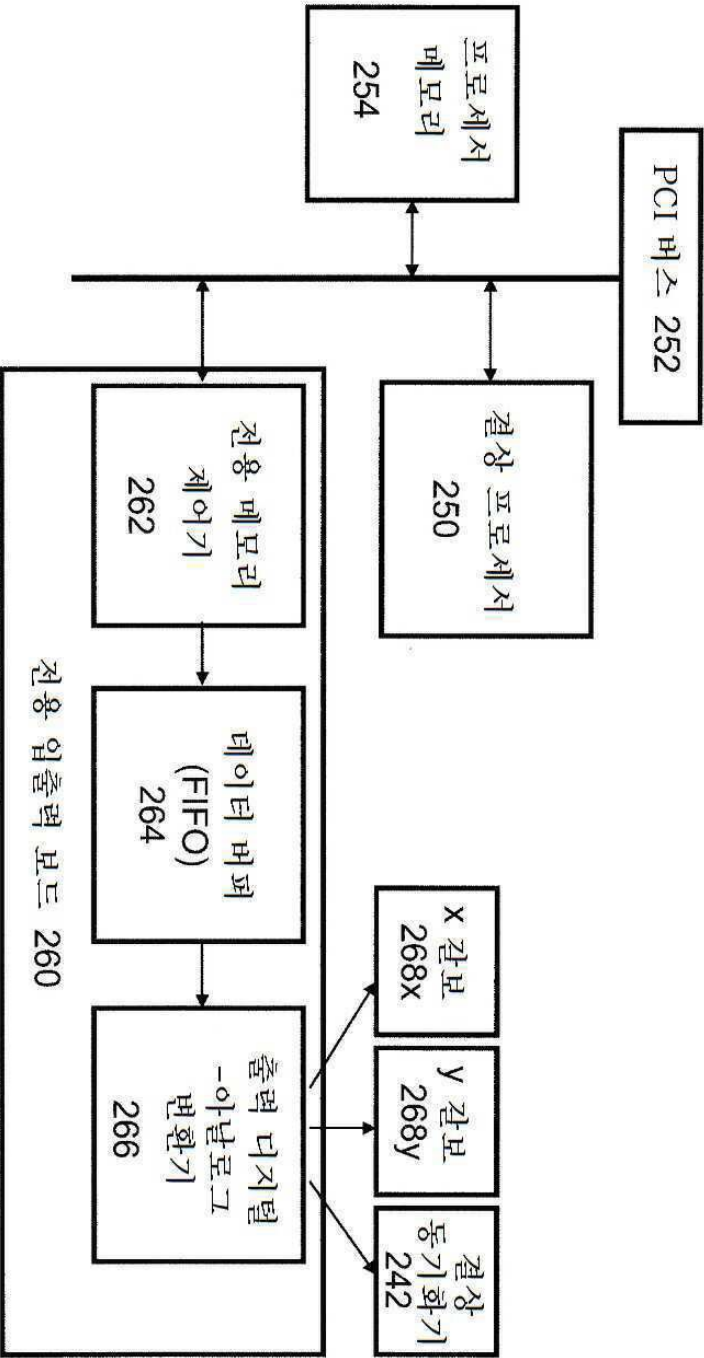 PCI 버스 252
프로세서
메모리
254
결상 프로세서
250
전용 메모리
제어기
262
데이터 버퍼
(FIFO)
264
출력 디지털
-아날로그
변환기
266
전용 입출력 보드 260
x 갈보
268x
y 갈보
268y
결상
동기화기
242